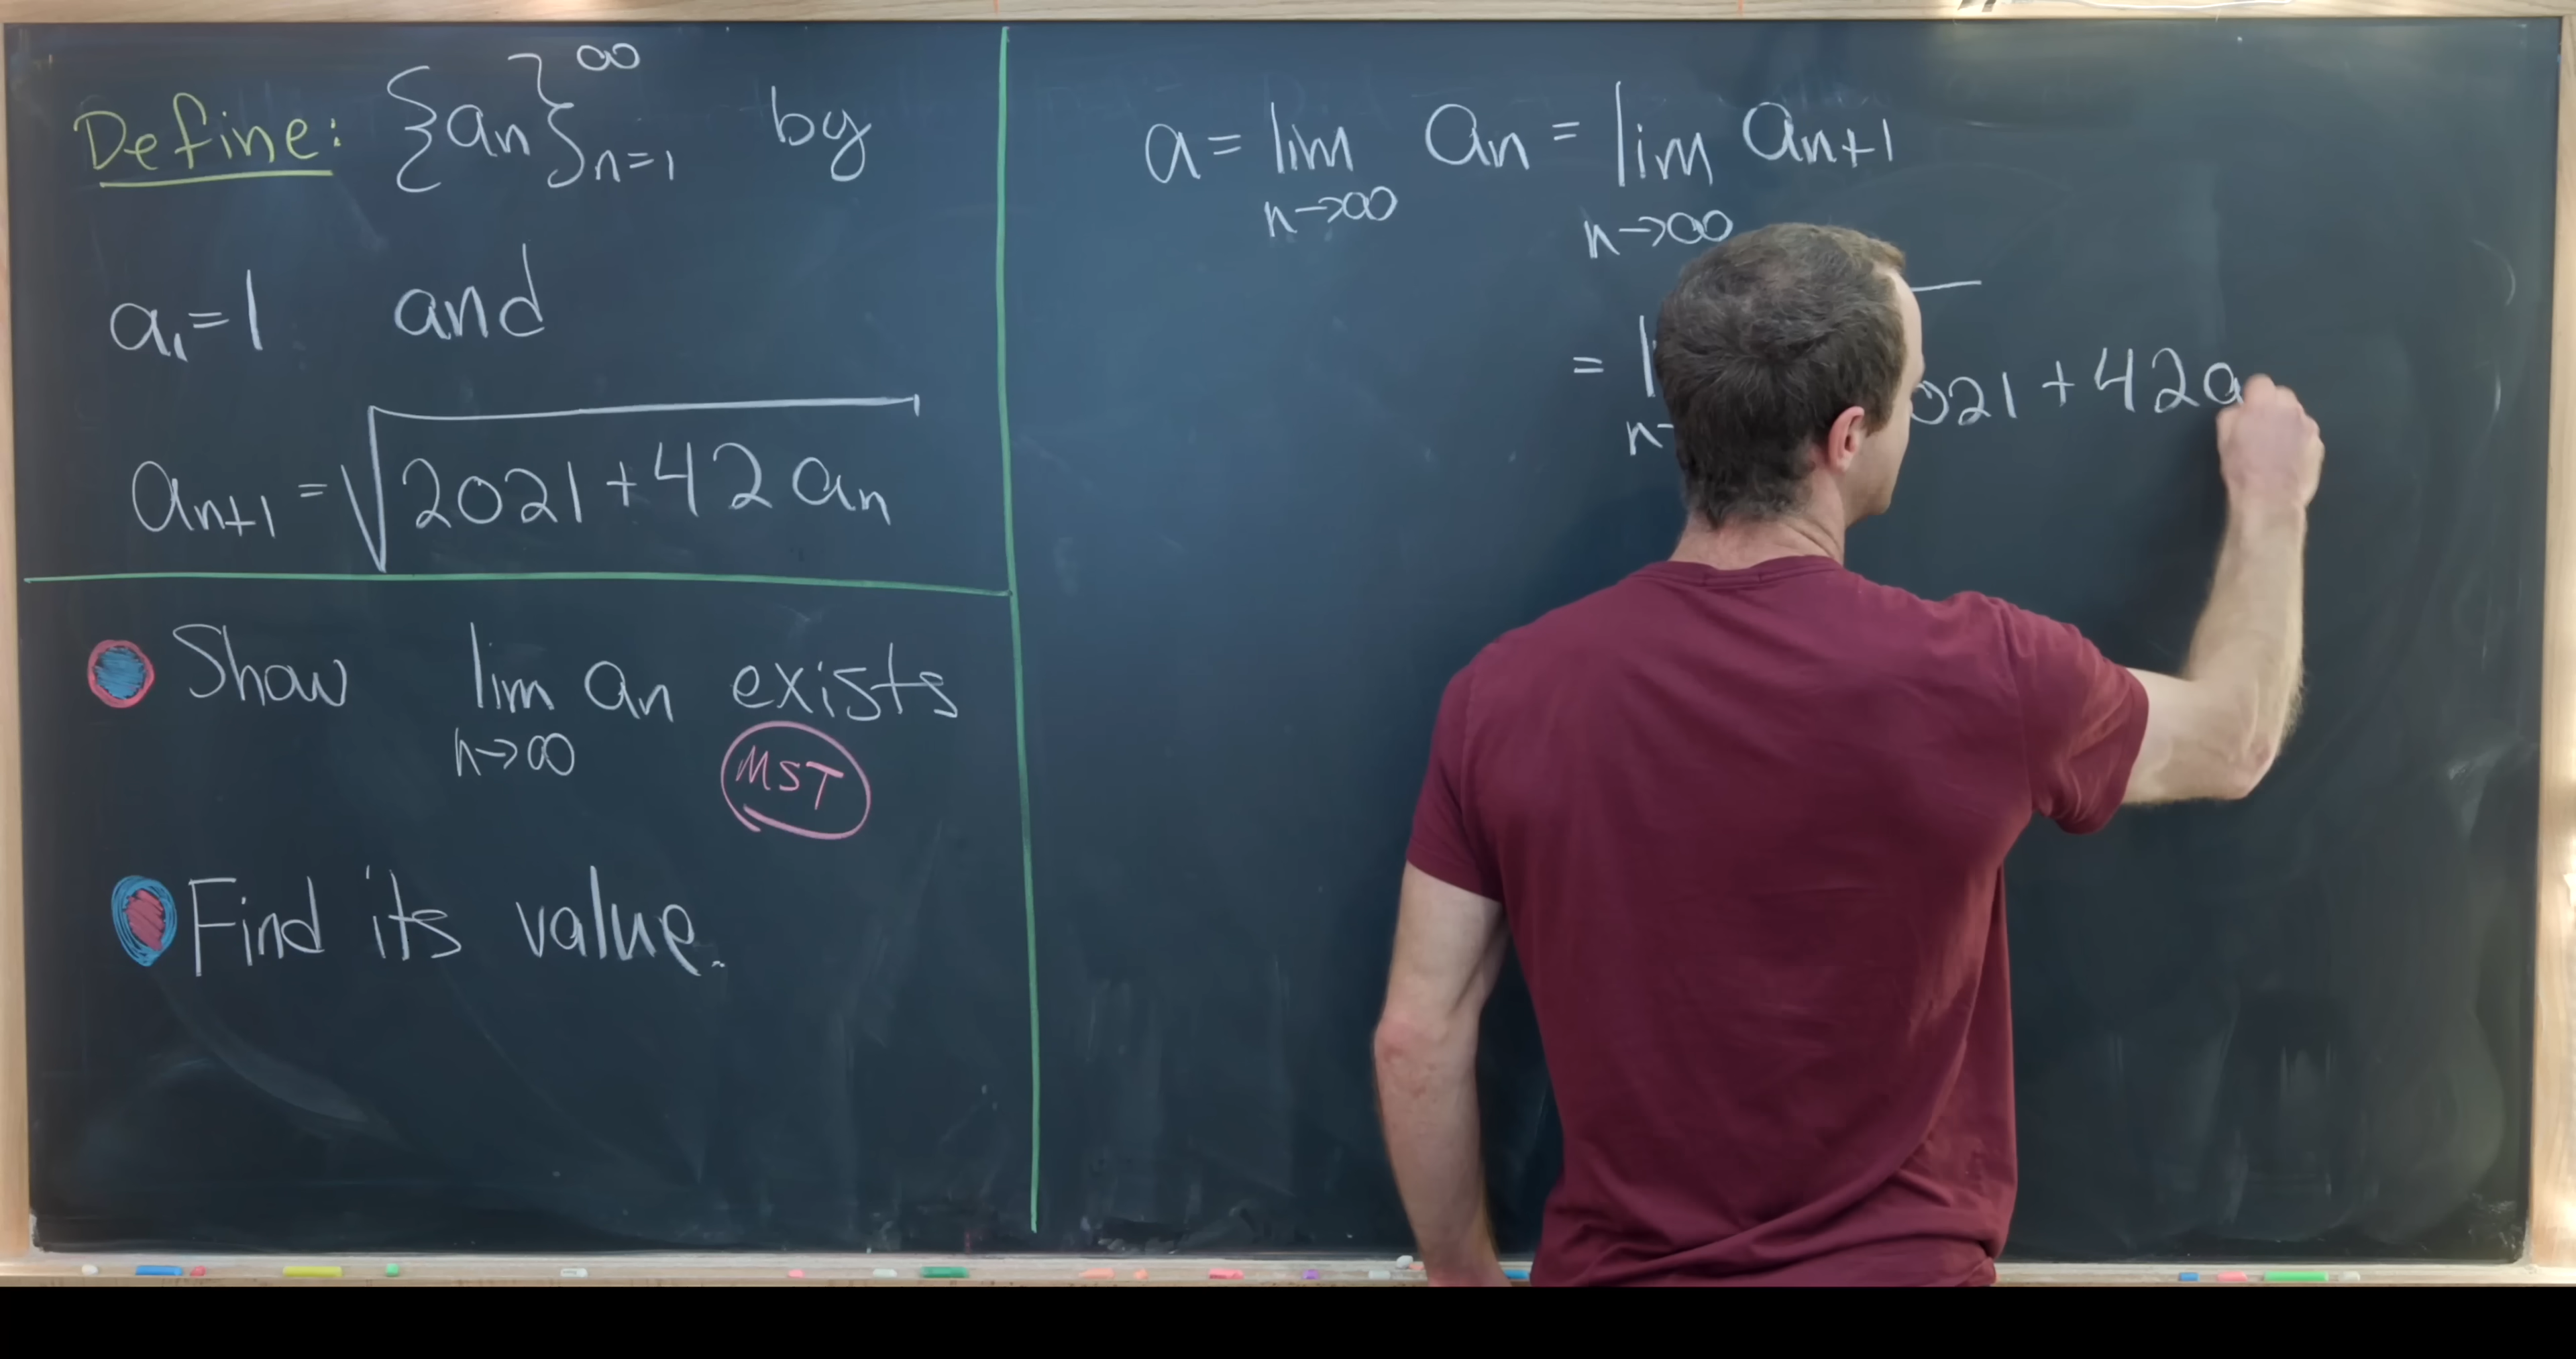 Define: {aₙ}ₙ₌₁^∞ by
a₁=1 and
aₙ₊₁ = √2021+42aₙ
Show lim aₙ exists
n→∞
MST
Find its value.
a = lim aₙ = lim aₙ₊₁
n→∞ n→∞
= 021+42a